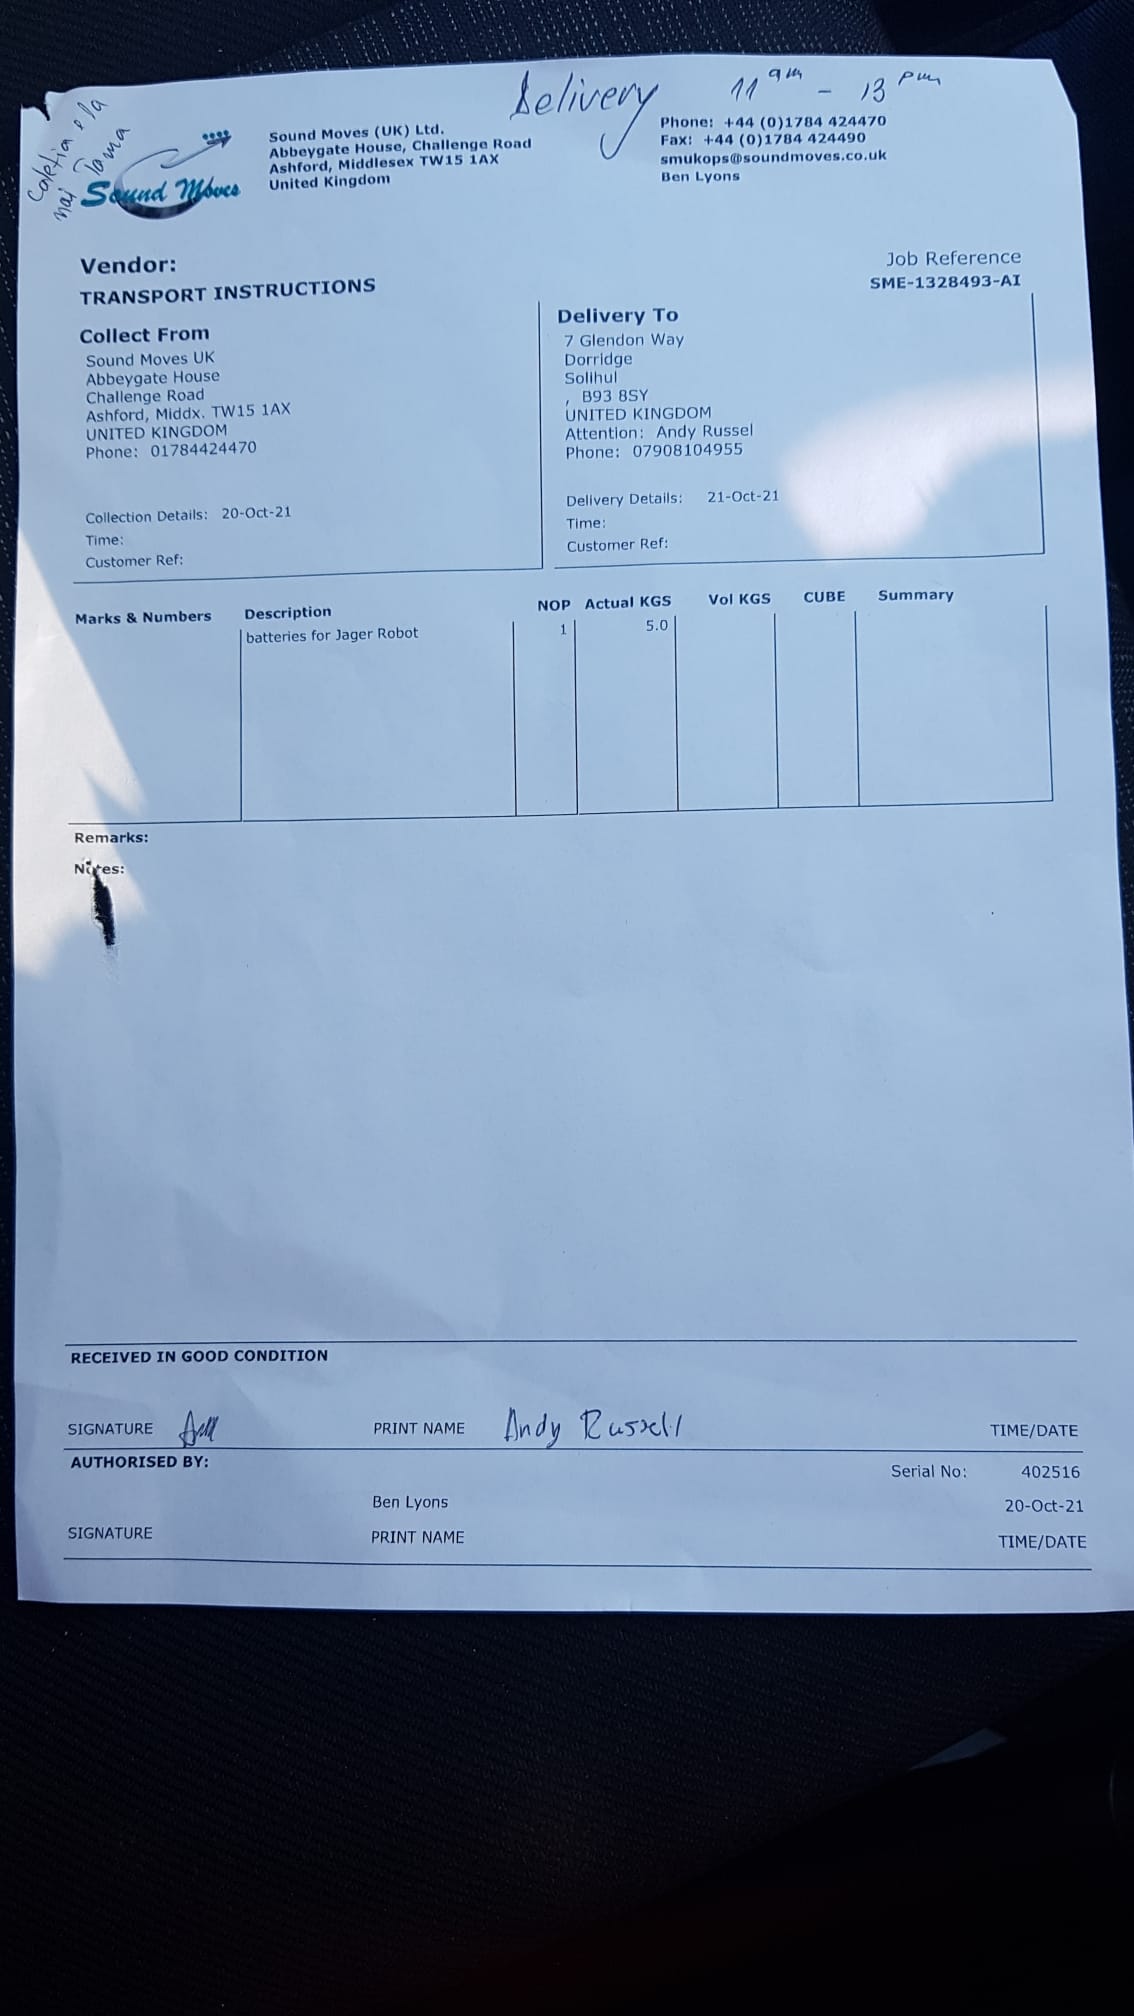 Delivery 11 am - 13 pm
Sound Moves
Sound Moves (UK) Ltd.
Abbeygate House, Challenge Road
Ashford, Middlesex TW15 1AX
United Kingdom
Phone: +44 (0)1784 424470
Fax: +44 (0)1784 424490
smukops@soundmoves.co.uk
Ben Lyons
Vendor:
TRANSPORT INSTRUCTIONS
Job Reference
SME-1328493-AI
Collect From
Sound Moves UK
Abbeygate House
Challenge Road
Ashford, Middx. TW15 1AX
UNITED KINGDOM
Phone: 01784424470
Collection Details: 20-Oct-21
Time:
Customer Ref:
Delivery To
7 Glendon Way
Dorridge
Solihul
, B93 8SY
UNITED KINGDOM
Attention: Andy Russel
Phone: 07908104955
Delivery Details: 21-Oct-21
Time:
Customer Ref:
Marks & Numbers Description NOP Actual KGS Vol KGS CUBE Summary
batteries for Jager Robot 1 5.0
Remarks:
Notes:
RECEIVED IN GOOD CONDITION
SIGNATURE PRINT NAME Andy Russell TIME/DATE
AUTHORISED BY:
Serial No: 402516
Ben Lyons 20-Oct-21
SIGNATURE PRINT NAME TIME/DATE